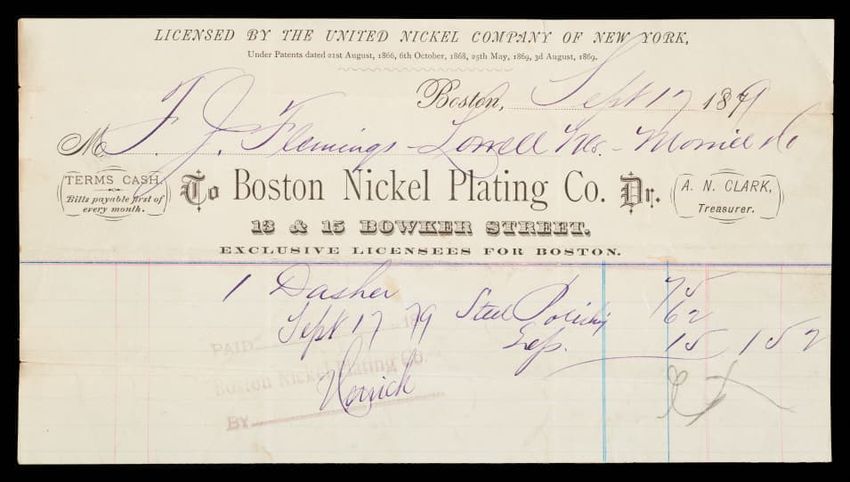 LICENSED BY THE UNITED NICKEL COMPANY OF NEW YORK,
Under Patents dated 21st August, 1866, 6th October, 1868, 25th May, 1869, 3d August, 1869.
Boston, Sept 17 1879
M F. J. Flemings - Lowell
TERMS CASH.
Bills payable first of
every month.
To Boston Nickel Plating Co. Dr.
A. N. CLARK,
Treasurer.
13 & 15 BOWKER STREET.
EXCLUSIVE LICENSEES FOR BOSTON.
1 Dasher 75
Steel Polishing 62
Exp. 15 1 52
Sept 17 79
PAID
Boston Nickel Plating Co.
BY